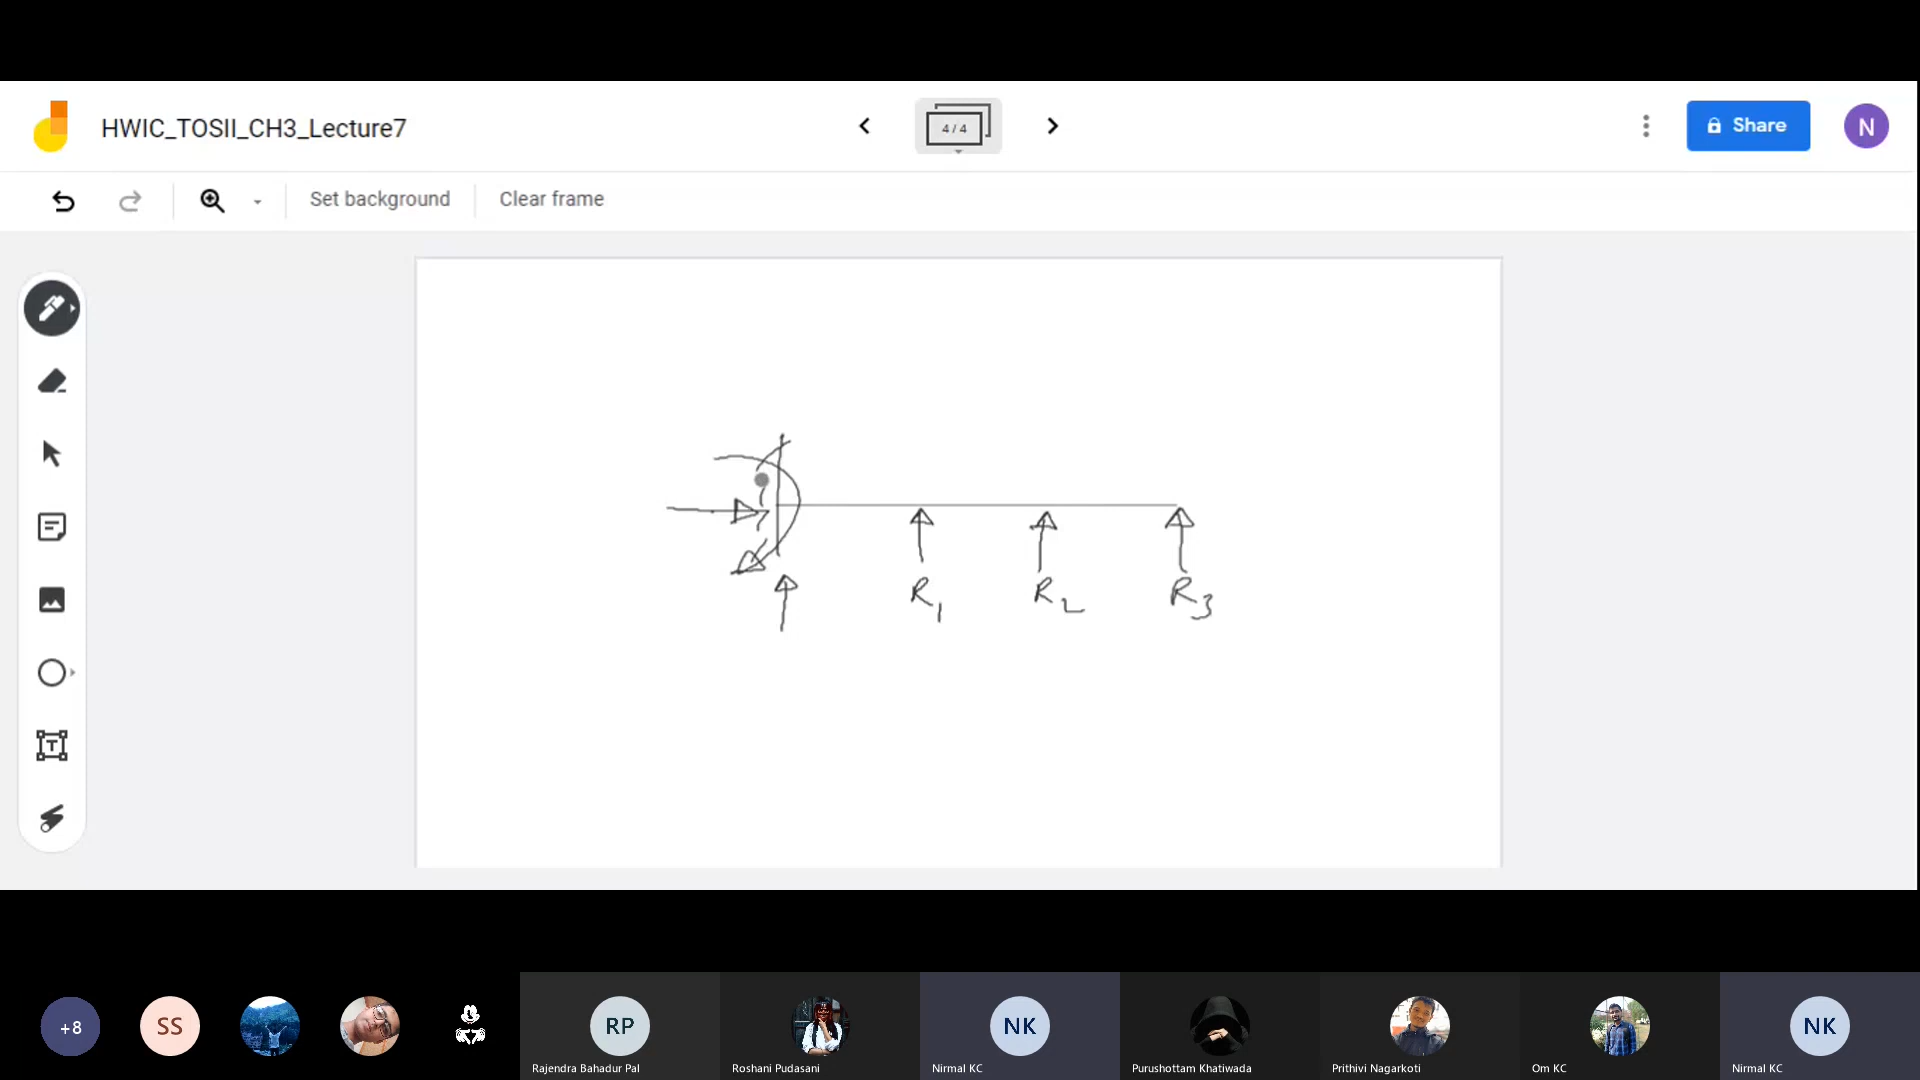 HWIC_TOSII_CH3_Lecture7
4 / 4
Share
N
Set background
Clear frame
R1
R2
R3
T
+8
SS
RP
NK
NK
Rajendra Bahadur Pal
Roshani Pudasani
Nirmal KC
Purushottam Khatiwada
Prithivi Nagarkoti
Om KC
Nirmal KC